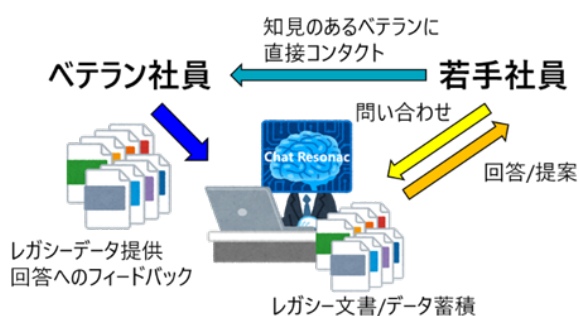 知見のあるベテランに
直接コンタクト
ベテラン社員
若手社員
問い合わせ
Chat Resonac
回答/提案
レガシーデータ提供
回答へのフィードバック
レガシー文書/データ蓄積